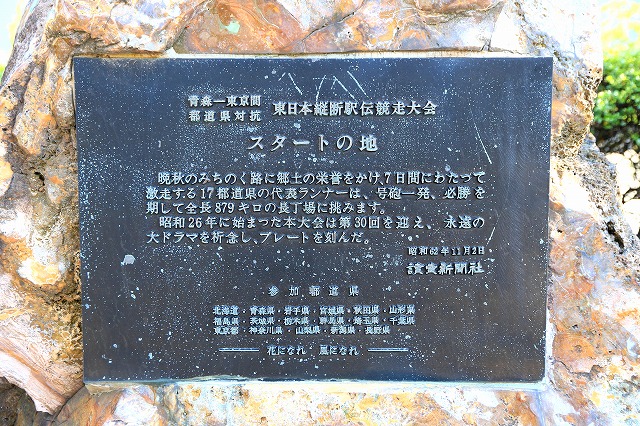 青森―東京間
都道県対抗
東日本縦断駅伝競走大会
スタートの地
晩秋のみちのく路に郷土の栄誉をかけ、7日間にわたって
激走する17都道県の代表ランナーは、号砲一発、必勝を
期して全長879キロの長丁場に挑みます。
昭和26年に始まった本大会は第30回を迎え、永遠の
大ドラマを祈念し、プレートを刻んだ。
昭和62年11月2日
読売新聞社
参加都道県
北海道・青森県・岩手県・宮城県・秋田県・山形県
福島県・茨城県・栃木県・群馬県・埼玉県・千葉県
東京都・神奈川県・山梨県・新潟県・長野県
花になれ 風になれ